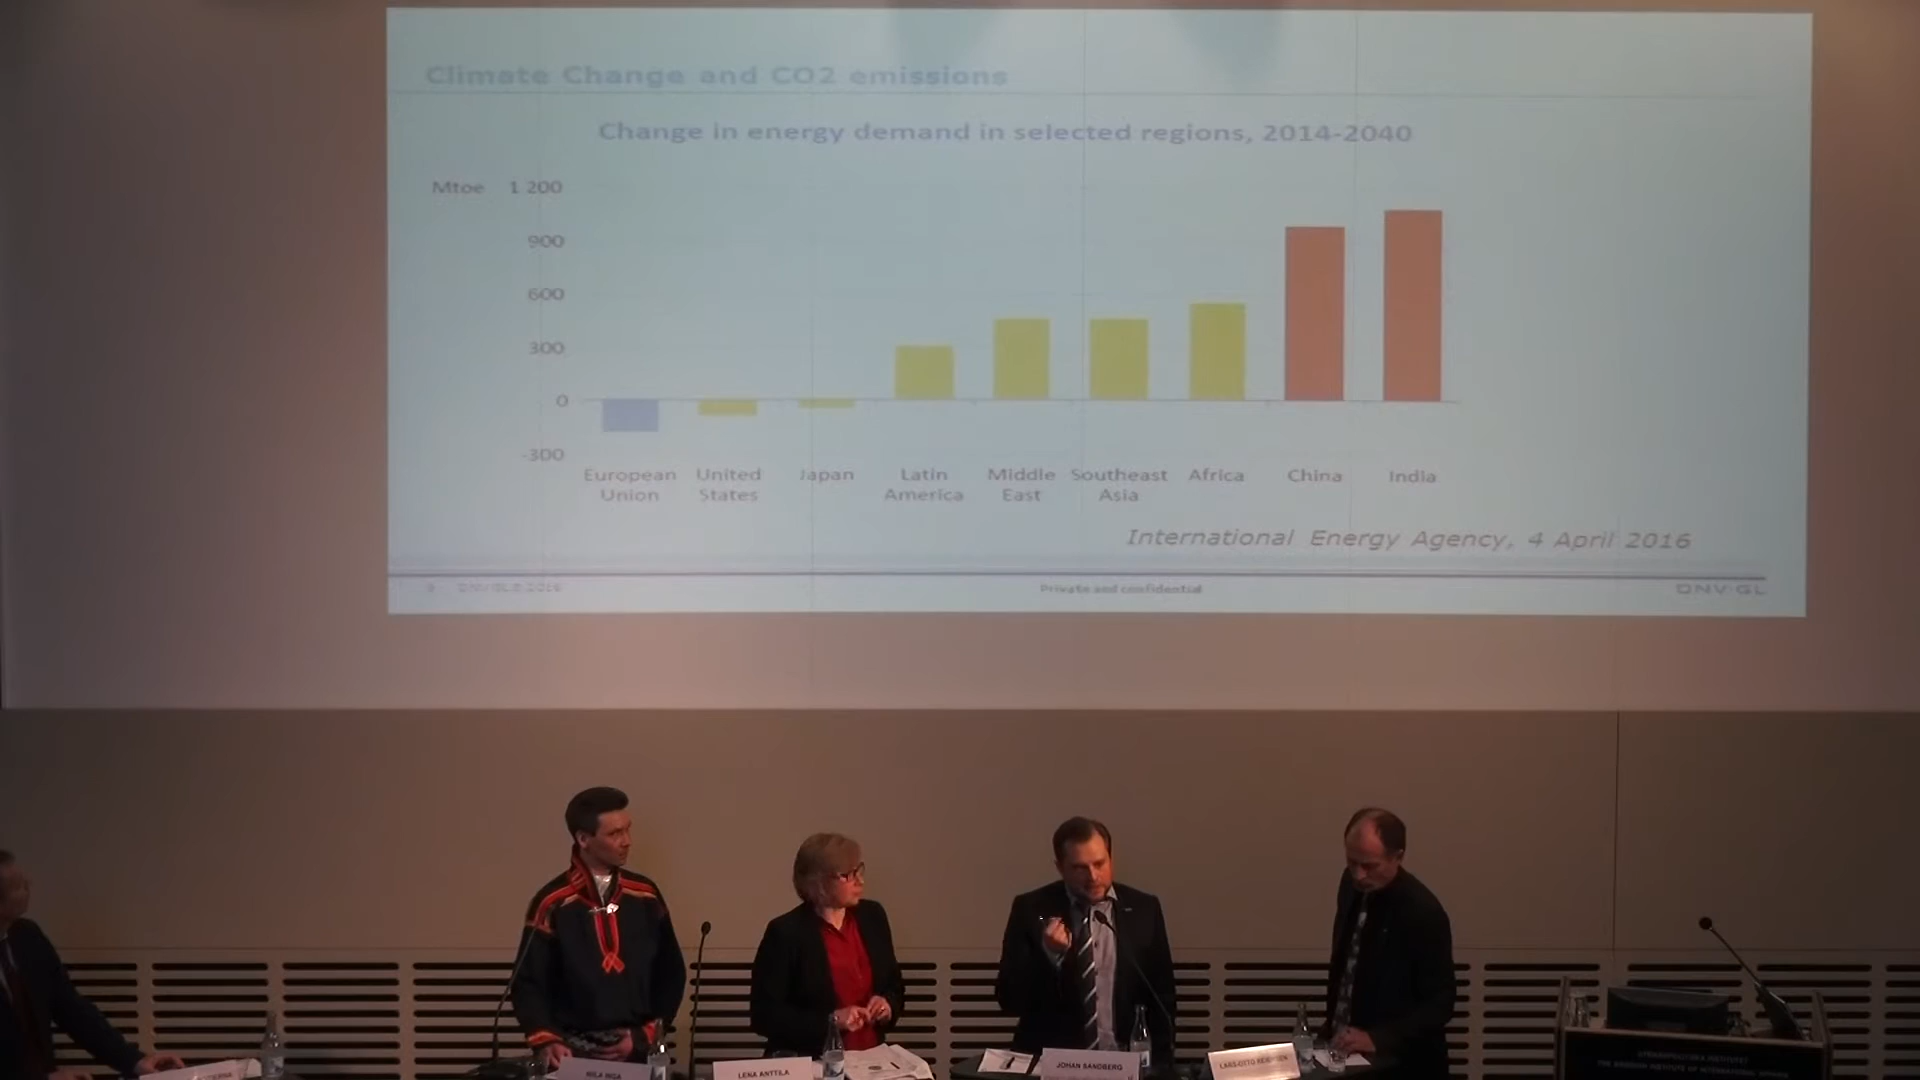 Climate Change and CO2 emissions
Change in energy demand in selected regions, 2014-2040
Mtoe 1 200
900
600
300
0
-300
European Union
United States
Japan
Latin America
Middle East
Southeast Asia
Africa
China
India
International Energy Agency, 4 April 2016
Private and confidential
DNV·GL
LENA ANTTILA
JOHAN SANDBERG